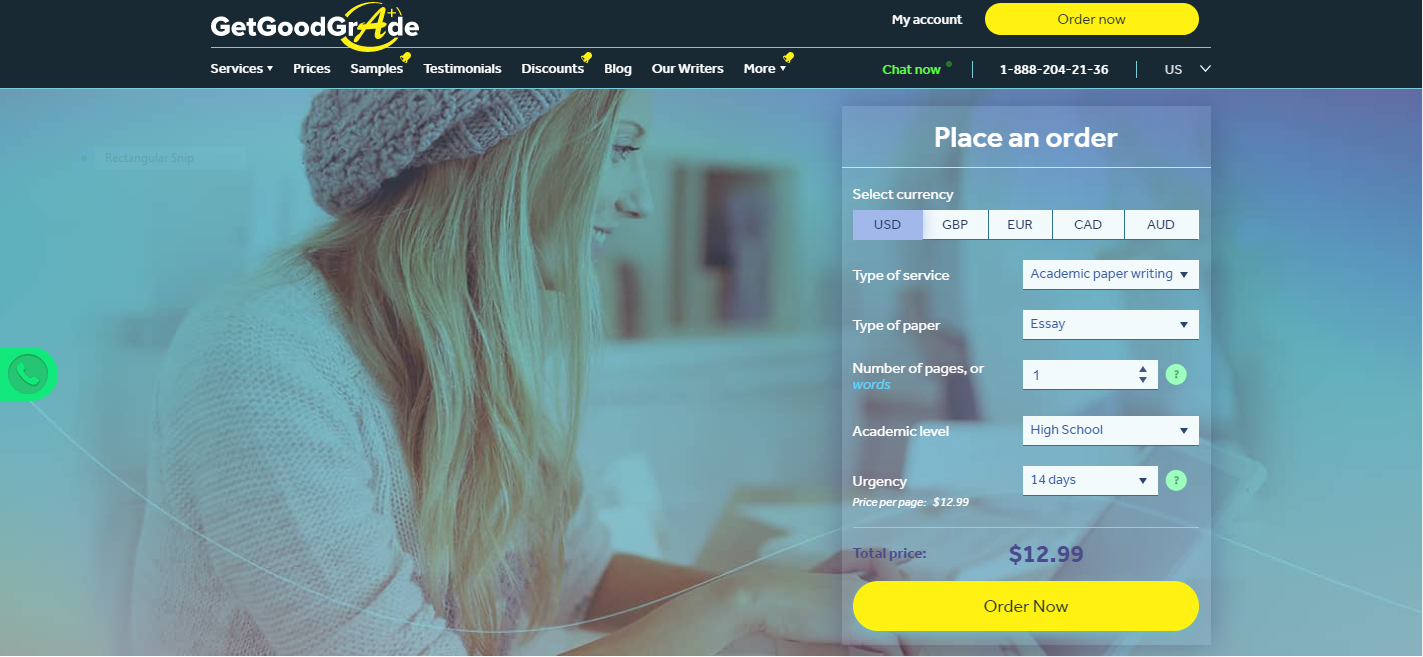 GetGoodGrAde
My account
Order now
Services
Prices
Samples
Testimonials
Discounts
Blog
Our Writers
More
Chat now
1-888-204-21-36
US
Rectangular Snip
Place an order
Select currency
USD GBP EUR CAD AUD
Type of service
Academic paper writing
Type of paper
Essay
Number of pages, or
words
1
?
Academic level
High School
Urgency
14 days
?
Price per page: $12.99
Total price: $12.99
Order Now